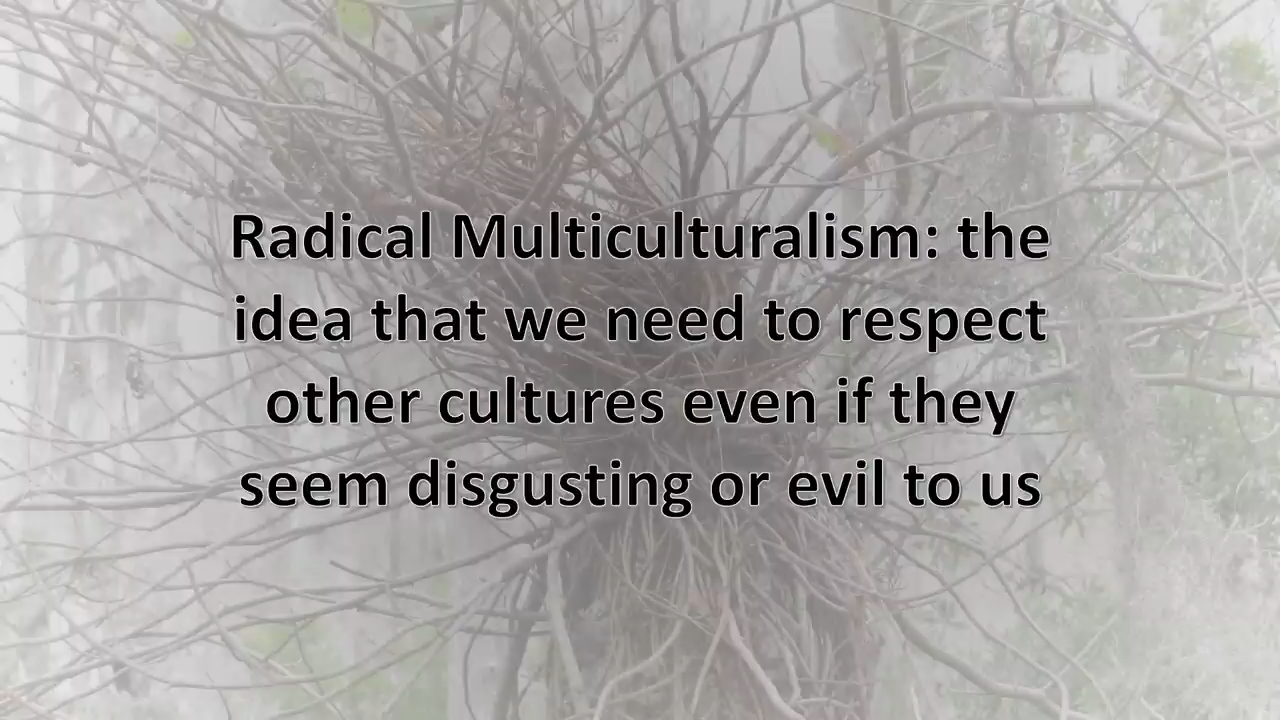 Radical Multiculturalism: the
idea that we need to respect
other cultures even if they
seem disgusting or evil to us